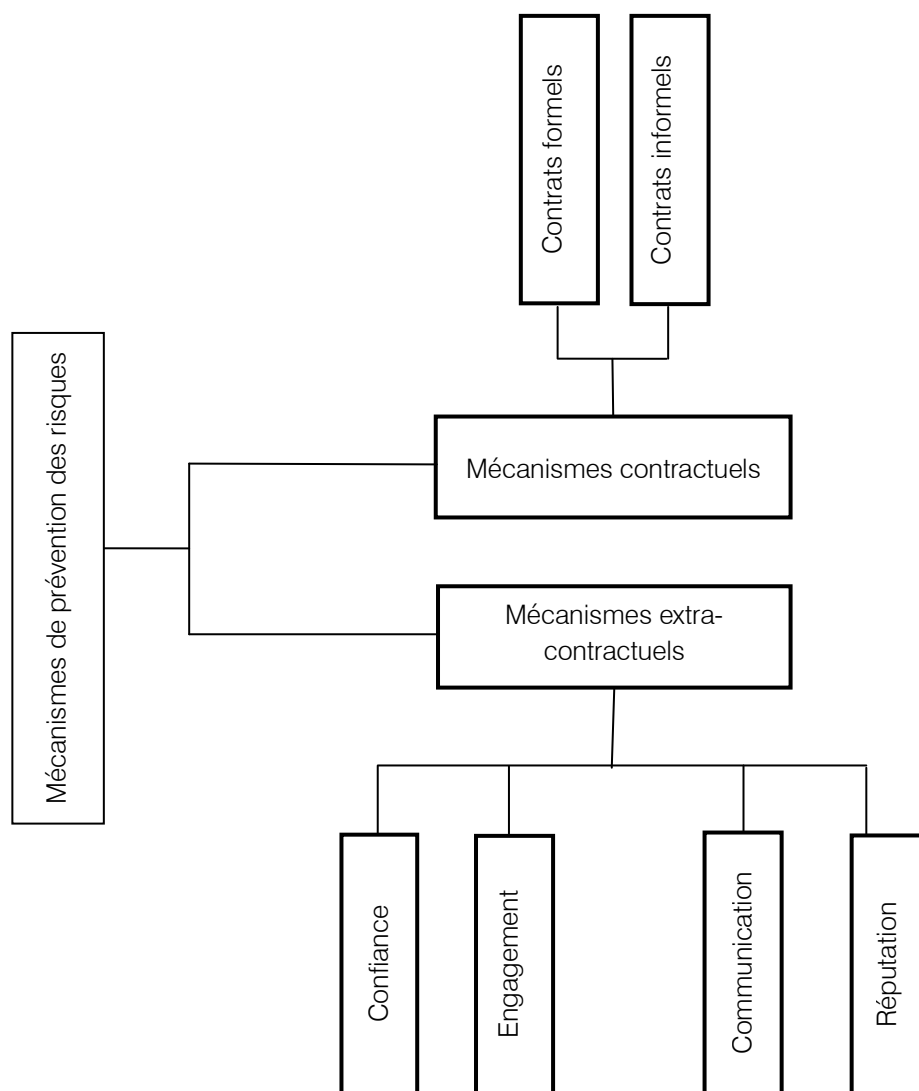 Contrats formels
Contrats informels
Mécanismes de prévention des risques
Mécanismes contractuels
Mécanismes extra-
contractuels
Confiance
Engagement
Communication
Réputation